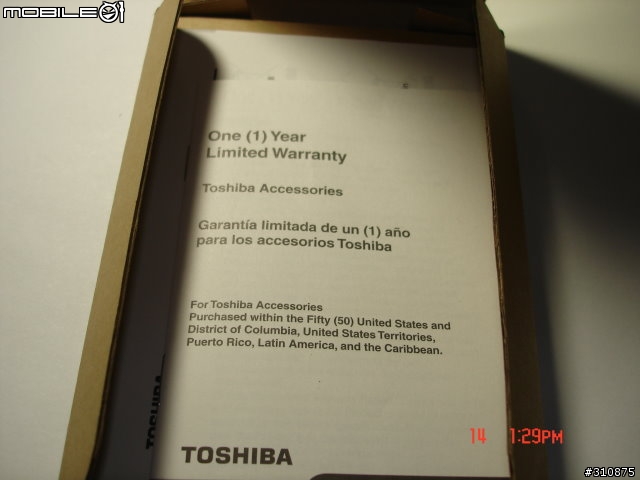 MOBILE01
One (1) Year
Limited Warranty
Toshiba Accessories
Garantía limitada de un (1) año
para los accesorios Toshiba
For Toshiba Accessories
Purchased within the Fifty (50) United States and
District of Columbia, United States Territories,
Puerto Rico, Latin America, and the Caribbean.
TOSHIBA
TOSHIBA
14 1:29PM
#310875